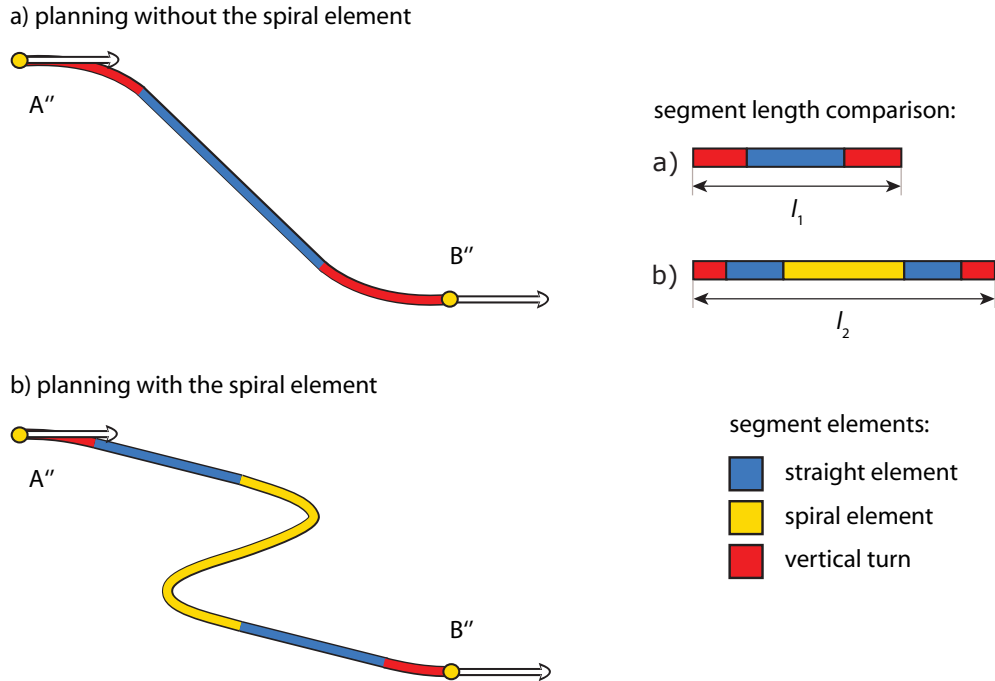 a) planning without the spiral element
A″
B″
segment length comparison:
a)
l₁
b)
l₂
b) planning with the spiral element
A″
B″
segment elements:
straight element
spiral element
vertical turn